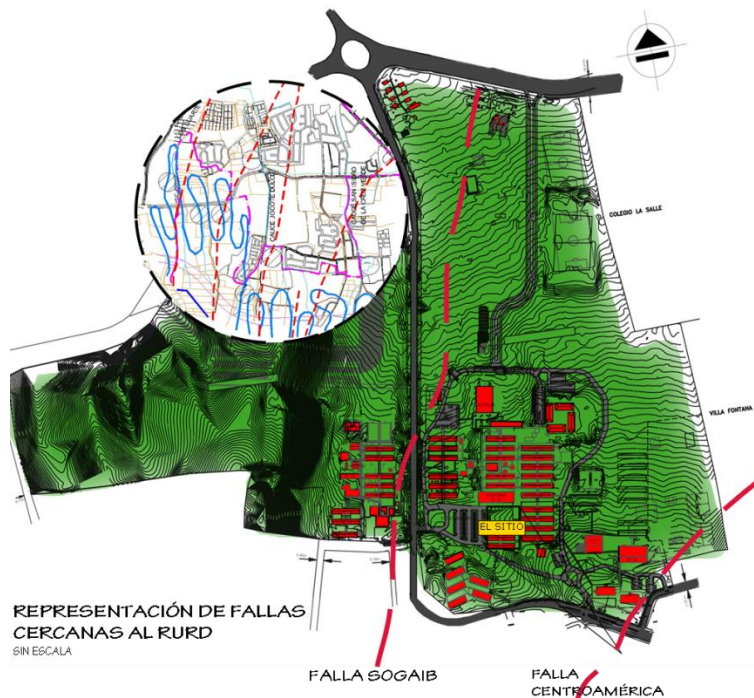 COLEGIO LA SALLE
VILLA FONTANA
EL SITIO
REPRESENTACIÓN DE FALLAS
CERCANAS AL RURD
SIN ESCALA
FALLA SOGAIB
FALLA
CENTROAMÉRICA